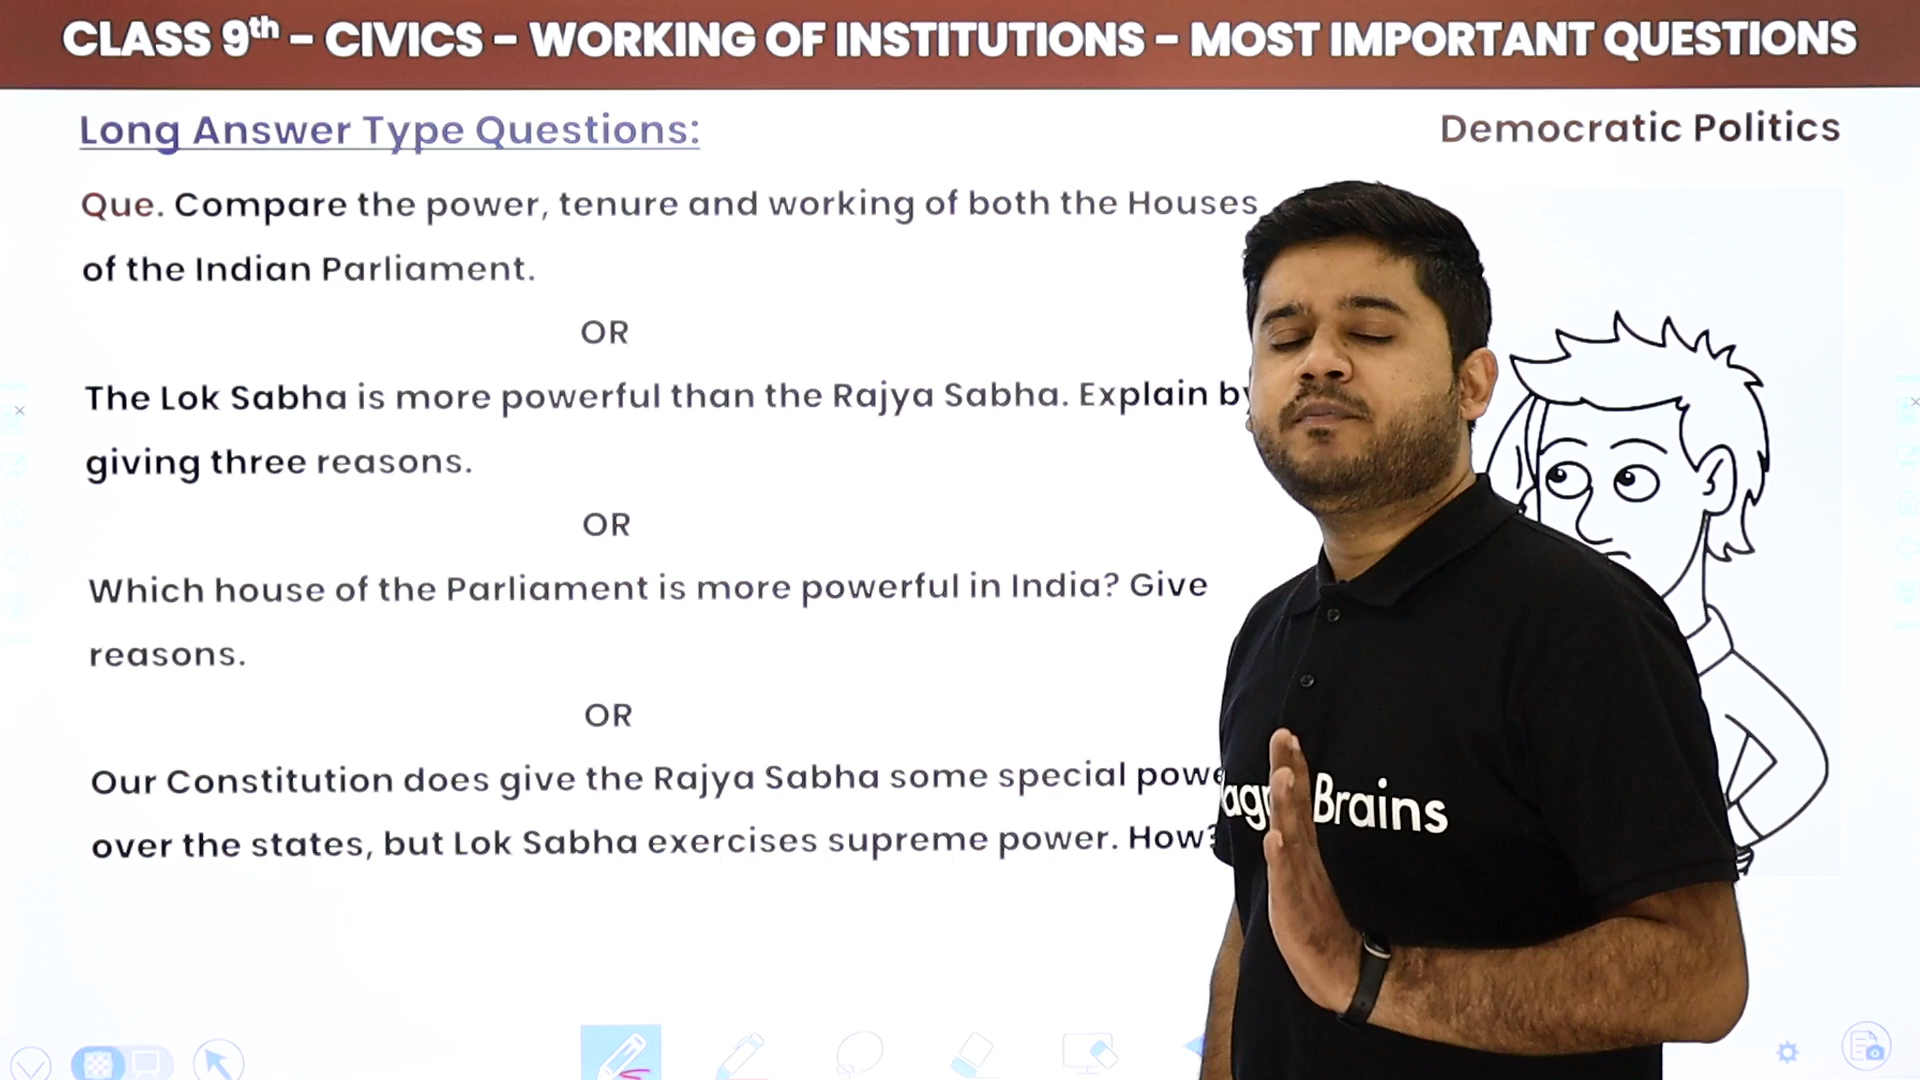 CLASS 9th - CIVICS - WORKING OF INSTITUTIONS - MOST IMPORTANT QUESTIONS
Long Answer Type Questions:
Democratic Politics
Que. Compare the power, tenure and working of both the Houses
of the Indian Parliament.
OR
The Lok Sabha is more powerful than the Rajya Sabha. Explain by
giving three reasons.
OR
Which house of the Parliament is more powerful in India? Give
reasons.
OR
Our Constitution does give the Rajya Sabha some special
over the states, but Lok Sabha exercises supreme power. How?
Brains